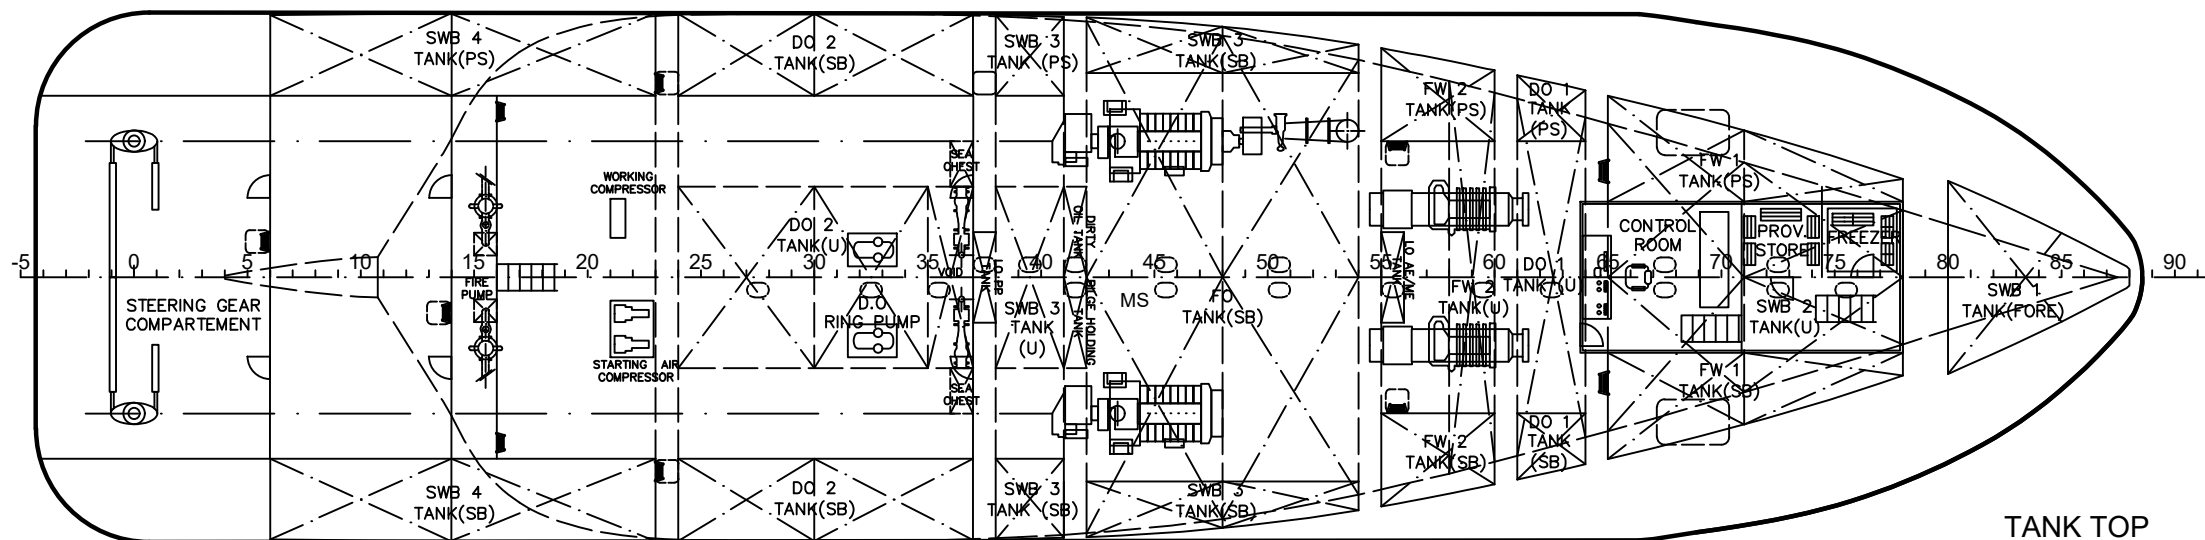 SWB 4
TANK(PS)
DO 2
TANK(SB)
SWB 3
TANK (PS)
SWB 3
TANK(SB)
FW 2
TANK(PS)
DO 1
TANK
(PS)
FW 1
TANK(PS)
SEA
CHEST
WORKING
COMPRESSOR
DO 2
TANK(U)
CONTROL
ROOM
PROV.
STORE
FREEZER
-5 0 5 10 15 20 25 30 35 40 45 50 55 60 65 70 75 80 85 90
STEERING GEAR
COMPARTEMENT
FIRE
PUMP
VOID
D.O
RING PUMP
TANK
SWB 3
TANK
(U)
DIRTY
OIL TANK
BILGE HOLDING
TANK
MS
FO
TANK(SB)
LO AE/ME
TANK
FW 2
TANK(U)
DO 1
TANK (U)
SWB 2
TANK(U)
SWB 1
TANK(FORE)
STARTING AIR
COMPRESSOR
SEA
CHEST
FW 1
TANK(SB)
SWB 4
TANK(SB)
DO 2
TANK(SB)
SWB 3
TANK (SB)
SWB 3
TANK(SB)
FW 2
TANK(SB)
DO 1
TANK
(SB)
TANK TOP